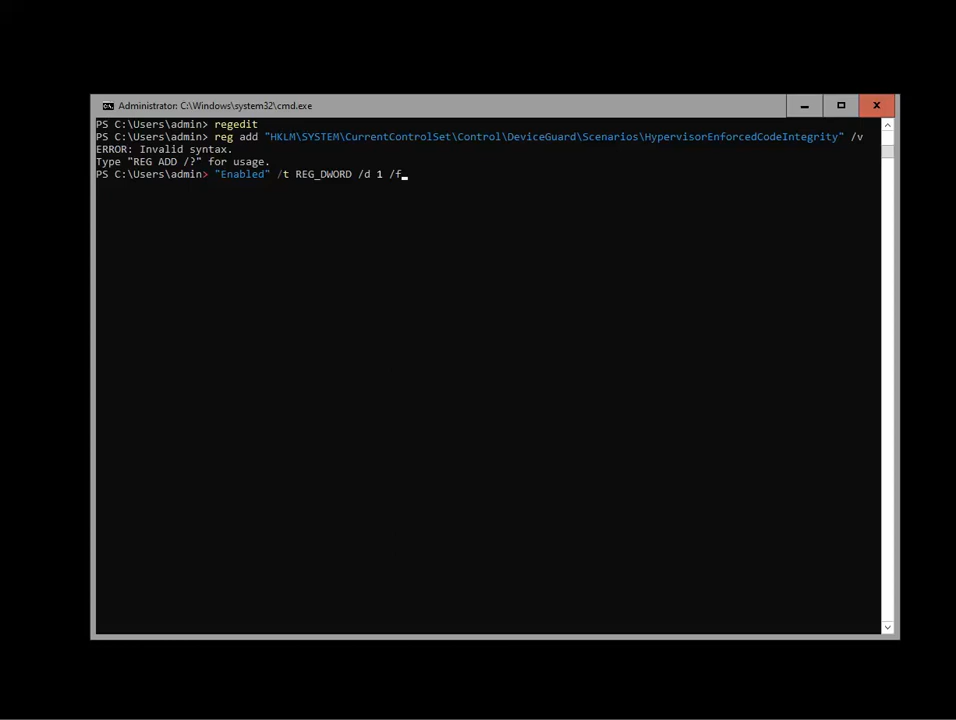 Administrator: C:\Windows\system32\cmd.exe
PS C:\Users\admin> regedit
PS C:\Users\admin> reg add "HKLM\SYSTEM\CurrentControlSet\Control\DeviceGuard\Scenarios\HypervisorEnforcedCodeIntegrity" /v
ERROR: Invalid syntax.
Type "REG ADD /?" for usage.
PS C:\Users\admin> "Enabled" /t REG_DWORD /d 1 /f